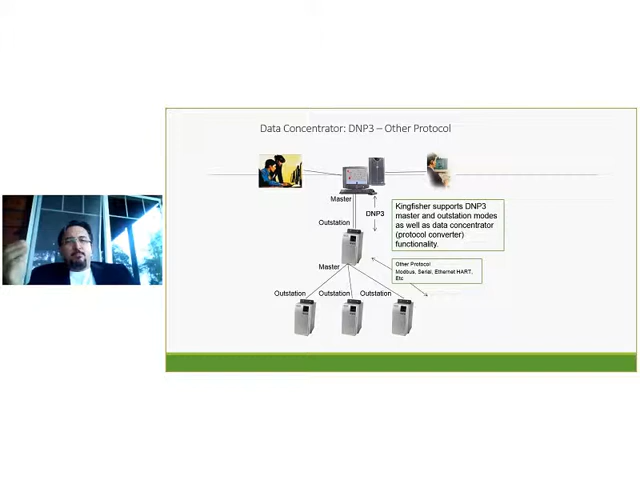 Data Concentrator: DNP3 – Other Protocol
Master
DNP3
Outstation
Kingfisher supports DNP3
master and outstation modes
as well as data concentrator
(protocol converter)
functionality.
Master
Other Protocol
Modbus, Serial, Ethernet HART,
Etc
Outstation Outstation Outstation